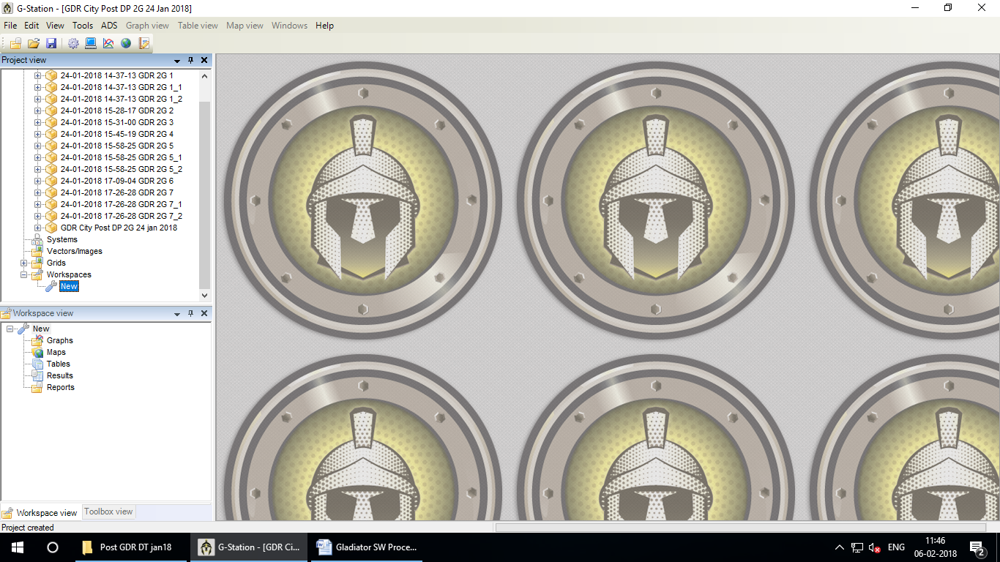 G-Station - [GDR City Post DP 2G 24 Jan 2018]
File Edit View Tools ADS Graph view Table view Map view Windows Help
Project view
24-01-2018 14-37-13 GDR 2G 1
24-01-2018 14-37-13 GDR 2G 1_1
24-01-2018 14-37-13 GDR 2G 1_2
24-01-2018 15-28-17 GDR 2G 2
24-01-2018 15-31-00 GDR 2G 3
24-01-2018 15-45-19 GDR 2G 4
24-01-2018 15-58-25 GDR 2G 5
24-01-2018 15-58-25 GDR 2G 5_1
24-01-2018 15-58-25 GDR 2G 5_2
24-01-2018 17-09-04 GDR 2G 6
24-01-2018 17-26-28 GDR 2G 7
24-01-2018 17-26-28 GDR 2G 7_1
24-01-2018 17-26-28 GDR 2G 7_2
GDR City Post DP 2G 24 jan 2018
Systems
Vectors/Images
Grids
Workspaces
New
Workspace view
New
Graphs
Maps
Tables
Results
Reports
Workspace view Toolbox view
Project created
Post GDR DT jan18 G-Station - [GDR Ci... Gladiator SW Proce... ENG 11:46
06-02-2018 2